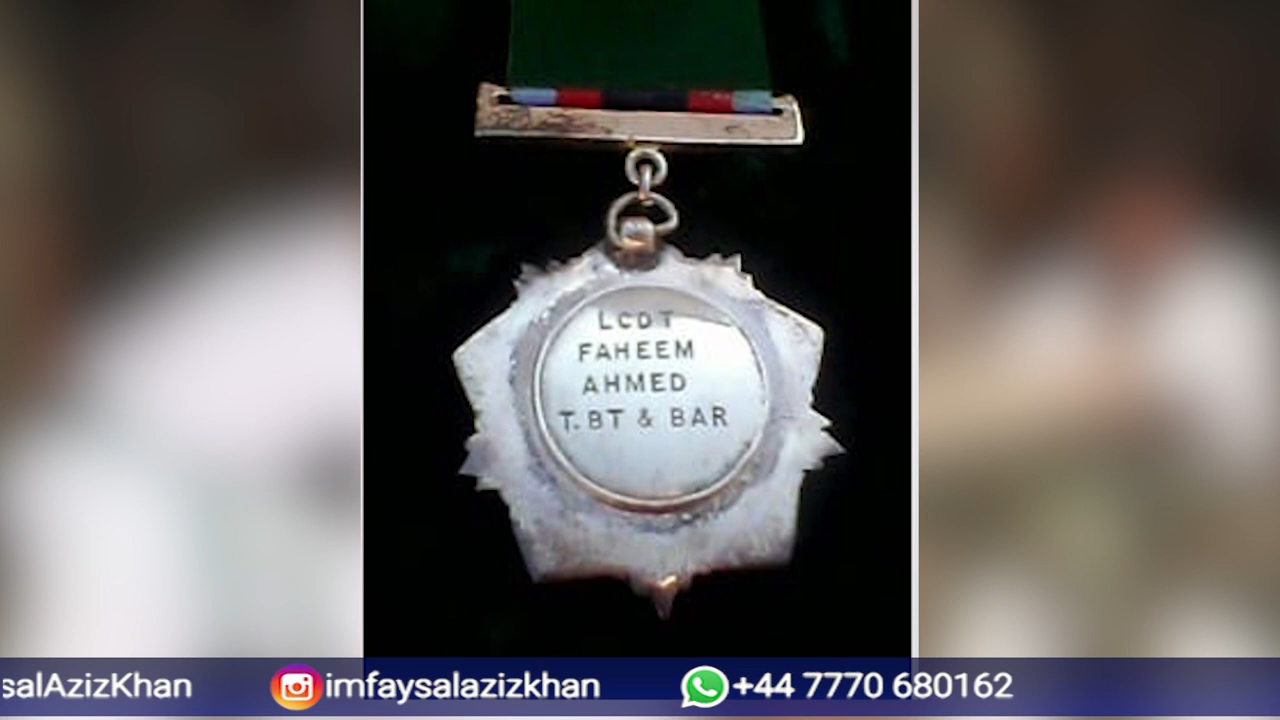 LCDT
FAHEEM
AHMED
T. BT & BAR
salAzizKhan
imfaysalazizkhan
+44 7770 680162